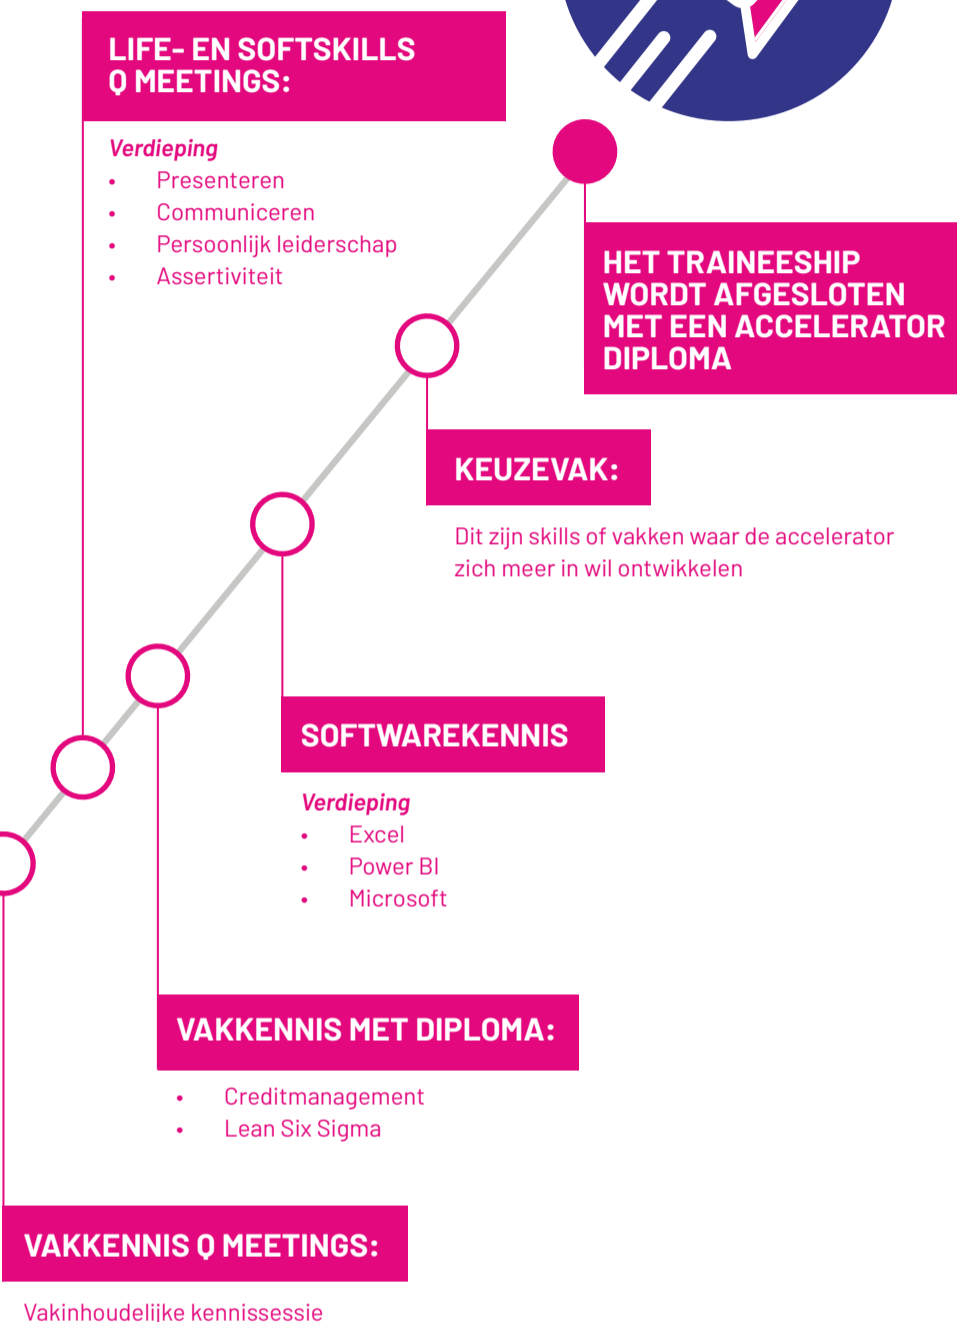 LIFE- EN SOFTSKILLS
Q MEETINGS:
Verdieping
• Presenteren
• Communiceren
• Persoonlijk leiderschap
• Assertiviteit
HET TRAINEESHIP
WORDT AFGESLOTEN
MET EEN ACCELERATOR
DIPLOMA
KEUZEVAK:
Dit zijn skills of vakken waar de accelerator
zich meer in wil ontwikkelen
SOFTWAREKENNIS
Verdieping
• Excel
• Power BI
• Microsoft
VAKKENNIS MET DIPLOMA:
• Creditmanagement
• Lean Six Sigma
VAKKENNIS Q MEETINGS:
Vakinhoudelijke kennissessie